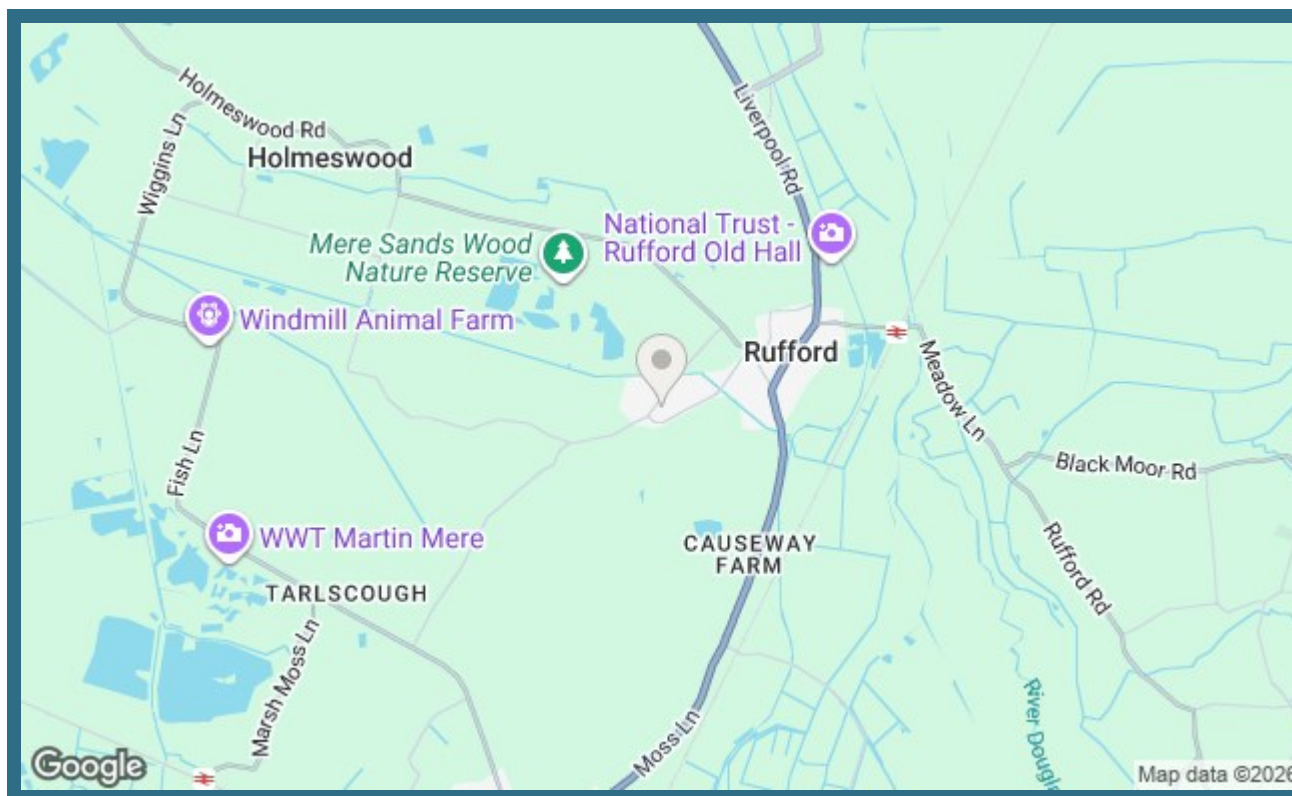 Holmeswood Rd
Wiggins Ln
Holmeswood
Liverpool Rd
National Trust -
Rufford Old Hall
Mere Sands Wood
Nature Reserve
Windmill Animal Farm
Rufford
Meadow Ln
Fish Ln
Black Moor Rd
WWT Martin Mere
CAUSEWAY
FARM
Rufford Rd
TARLSCOUGH
Marsh Moss Ln
Moss Ln
River Dougla
Google
Map data ©2026